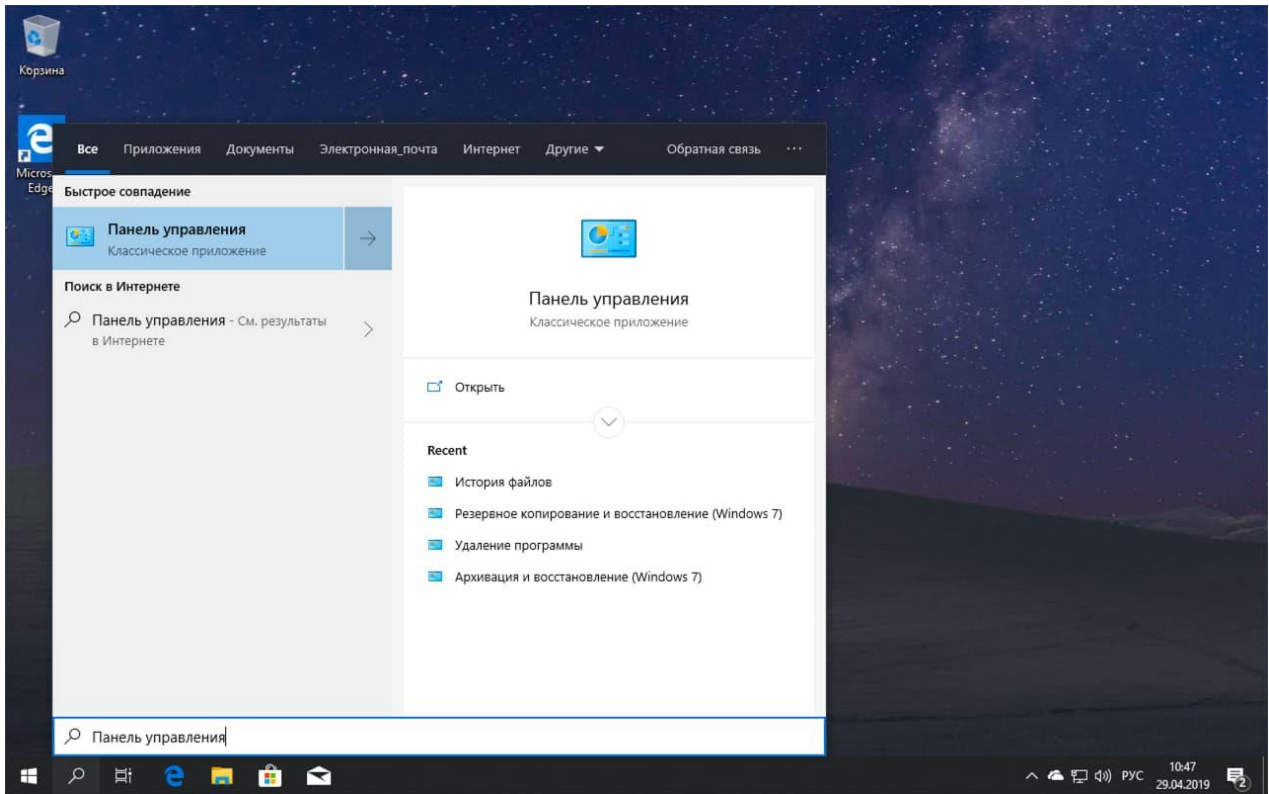 Корзина
Micros
Edge
Все Приложения Документы Электронная_почта Интернет Другие Обратная связь ...
Быстрое совпадение
Панель управления
Классическое приложение
Поиск в Интернете
Панель управления - См. результаты
в Интернете
Панель управления
Классическое приложение
Открыть
Recent
История файлов
Резервное копирование и восстановление (Windows 7)
Удаление программы
Архивация и восстановление (Windows 7)
Панель управления
РУС
10:47
29.04.2019
2